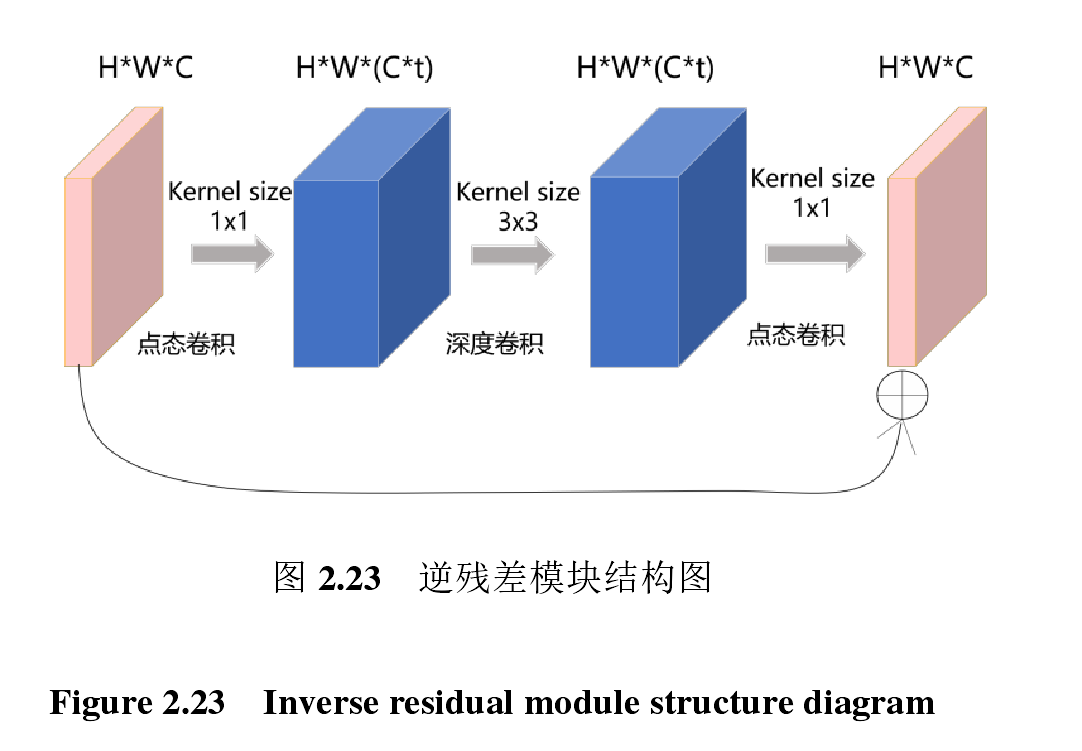 H*W*C
H*W*(C*t)
H*W*(C*t)
H*W*C
Kernel size
1x1
点态卷积
Kernel size
3x3
深度卷积
Kernel size
1x1
点态卷积
图 2.23 逆残差模块结构图
Figure 2.23 Inverse residual module structure diagram